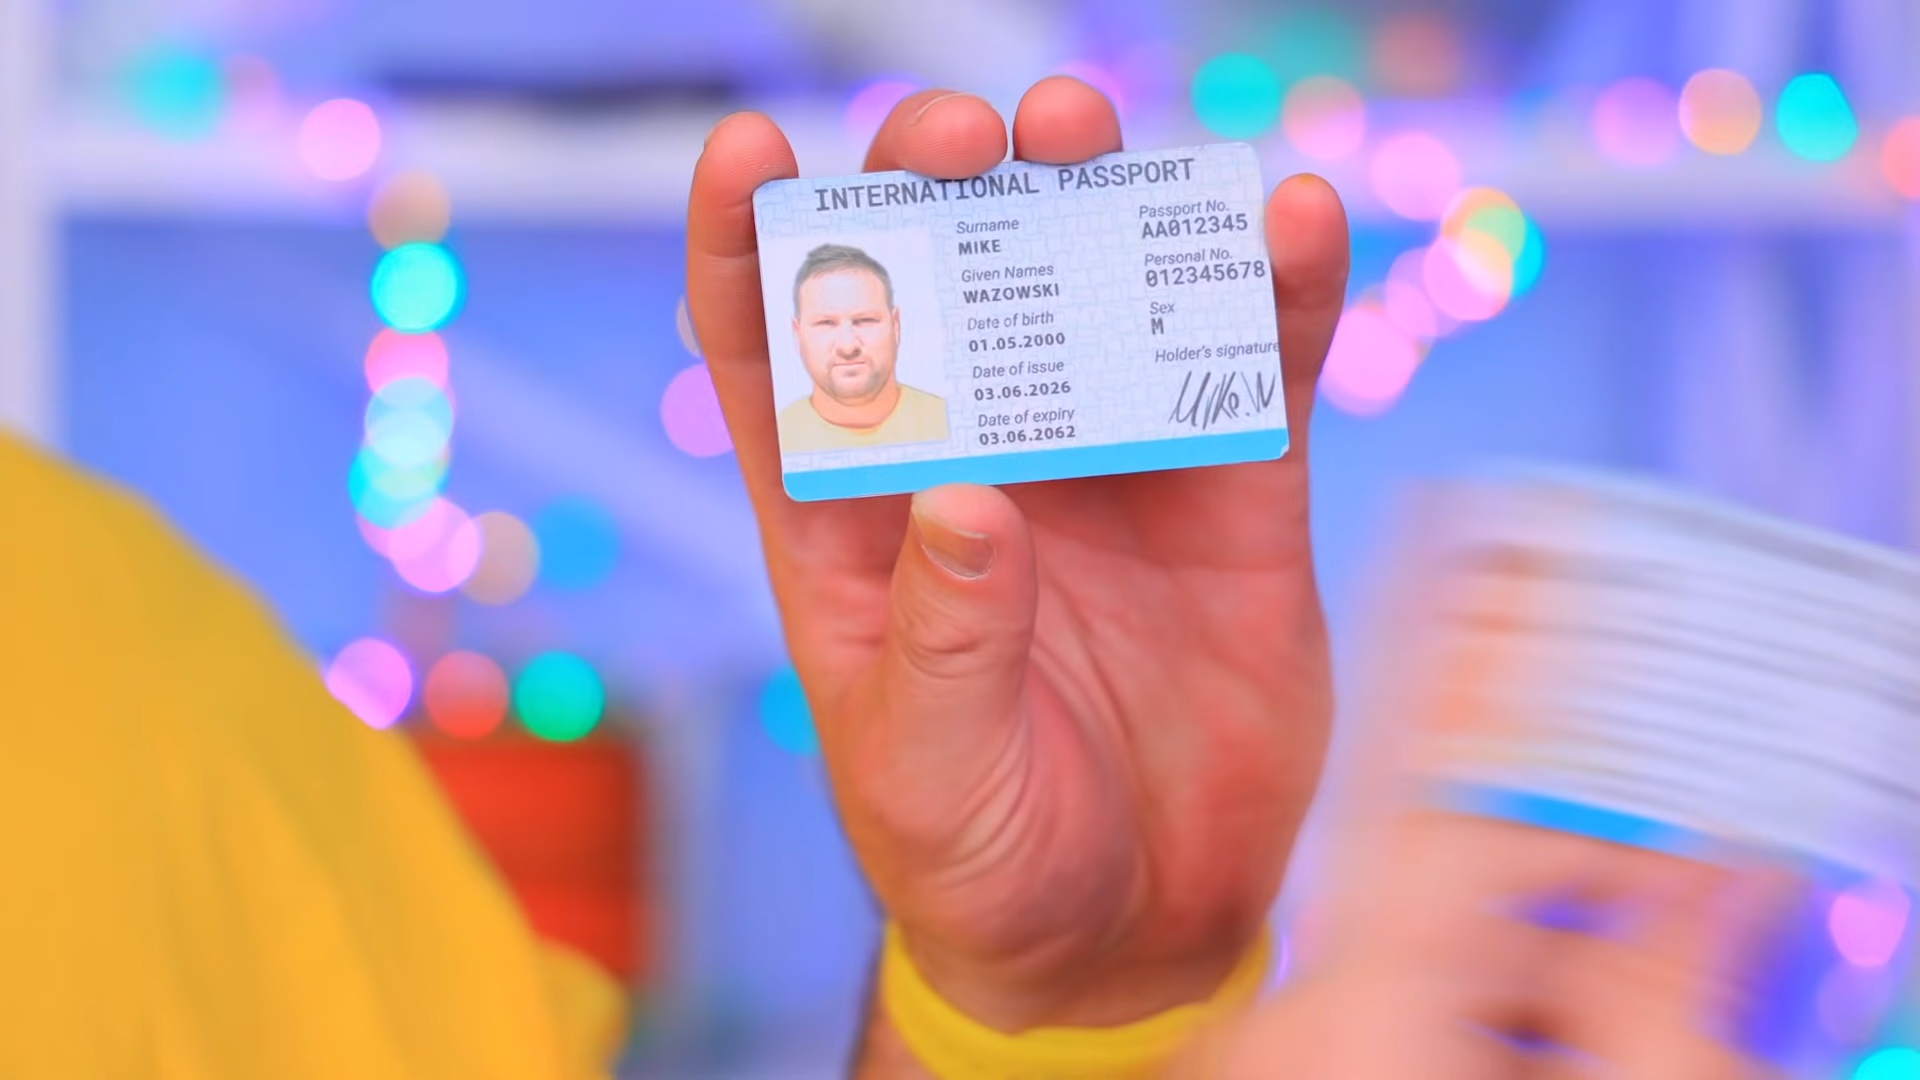 INTERNATIONAL PASSPORT
Surname
MIKE
Given Names
WAZOWSKI
Date of birth
01.05.2000
Date of issue
03.06.2026
Date of expiry
03.06.2062
Passport No.
AA012345
Personal No.
012345678
Sex
M
Holder's signature
Mike.W